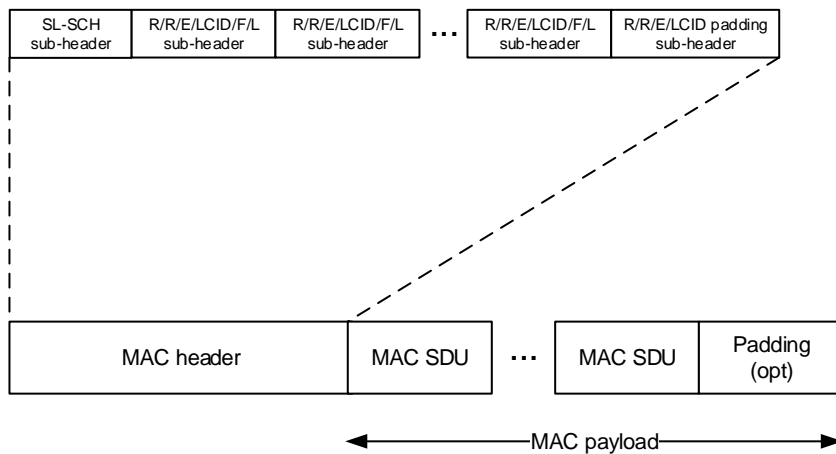 SL-SCH
sub-header
R/R/E/LCID/F/L
sub-header
R/R/E/LCID/F/L
sub-header
...
R/R/E/LCID/F/L
sub-header
R/R/E/LCID padding
sub-header
MAC header
MAC SDU
...
MAC SDU
Padding
(opt)
MAC payload